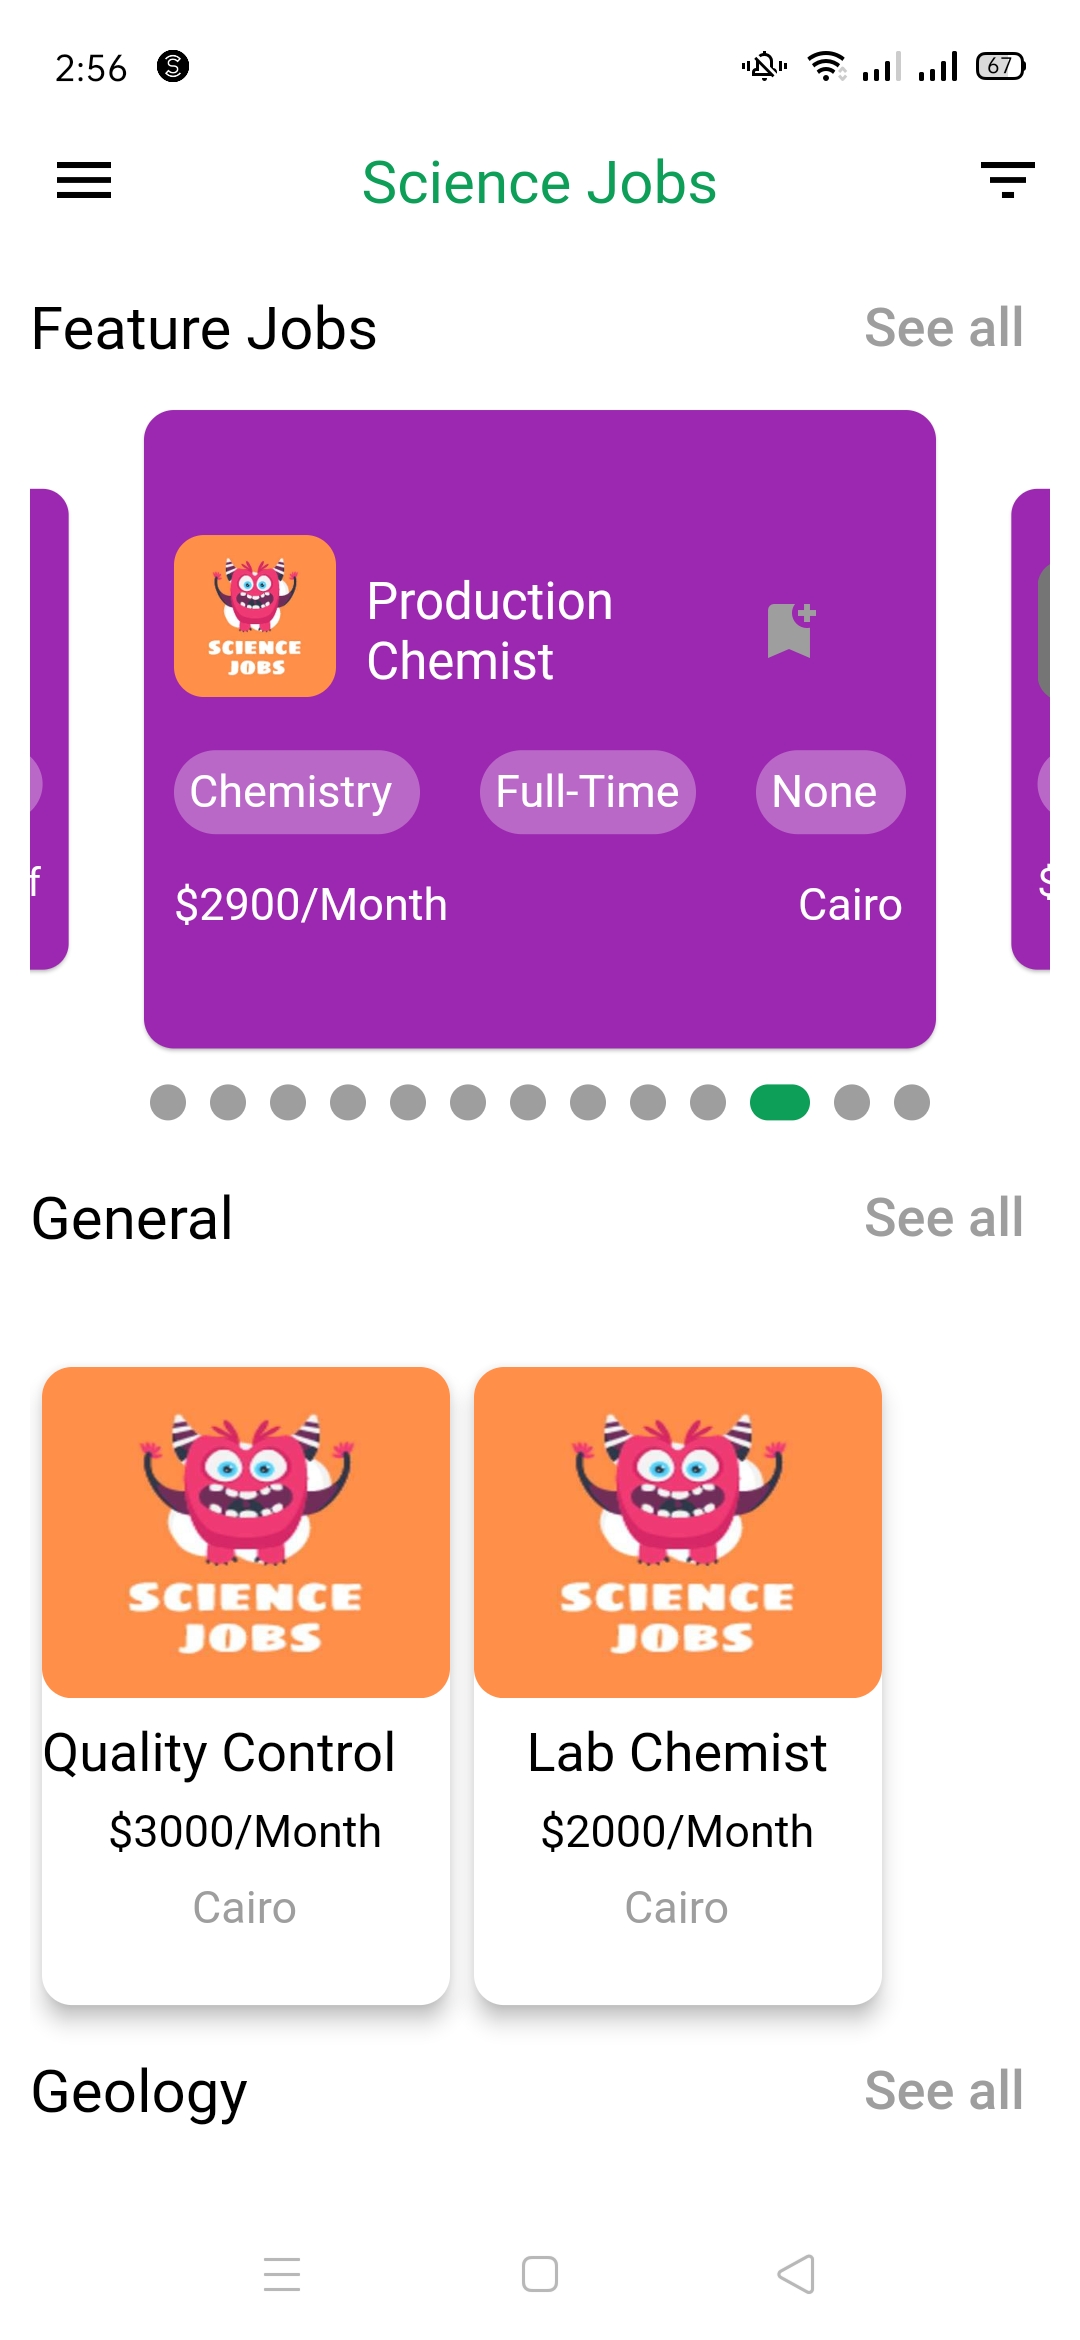 2:56
67
Science Jobs
Feature Jobs
See all
SCIENCE
JOBS
Production
Chemist
Chemistry
Full-Time
None
f
$
$2900/Month
Cairo
General
See all
SCIENCE
JOBS
SCIENCE
JOBS
Quality Control
Lab Chemist
$3000/Month
$2000/Month
Cairo
Cairo
Geology
See all